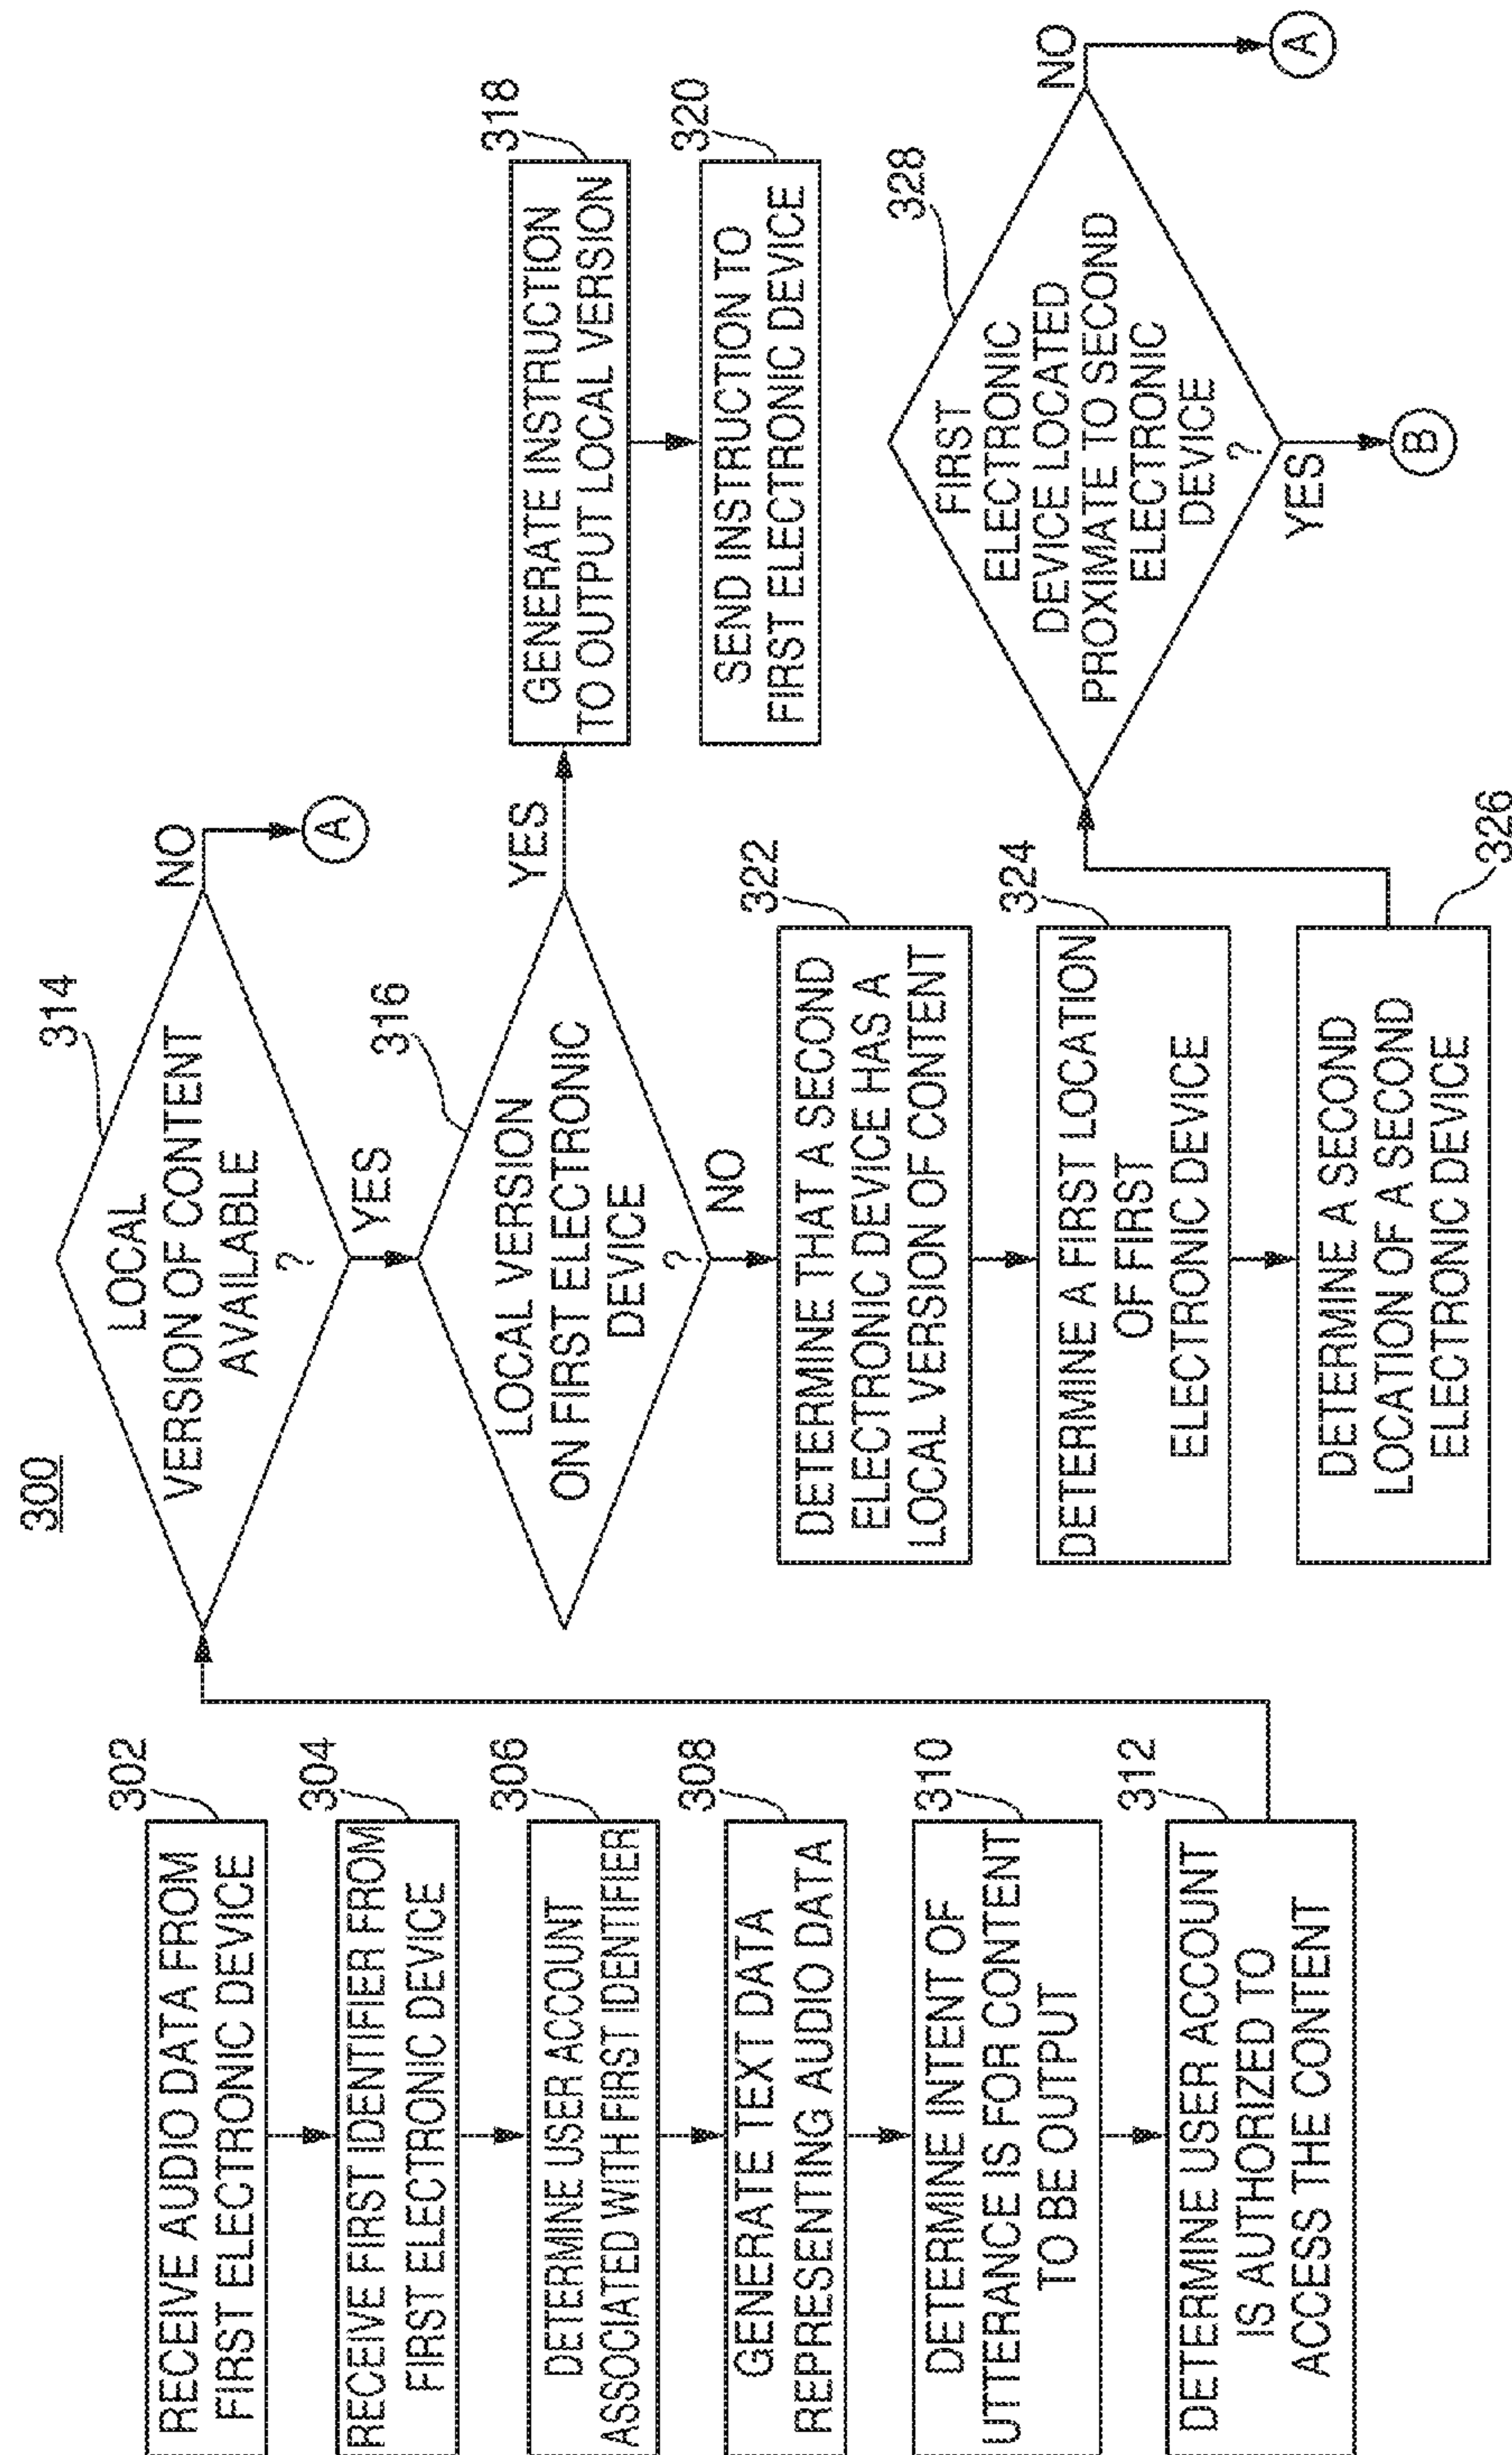 300
302
RECEIVE AUDIO DATA FROM
FIRST ELECTRONIC DEVICE
304
RECEIVE FIRST IDENTIFIER FROM
FIRST ELECTRONIC DEVICE
306
DETERMINE USER ACCOUNT
ASSOCIATED WITH FIRST IDENTIFIER
308
GENERATE TEXT DATA
REPRESENTING AUDIO DATA
310
DETERMINE INTENT OF
UTTERANCE IS FOR CONTENT
TO BE OUTPUT
312
DETERMINE USER ACCOUNT
IS AUTHORIZED TO
ACCESS THE CONTENT
314
LOCAL
VERSION OF CONTENT
AVAILABLE
?
NO
A
YES
316
LOCAL VERSION
ON FIRST ELECTRONIC
DEVICE
?
YES
NO
318
GENERATE INSTRUCTION
TO OUTPUT LOCAL VERSION
320
SEND INSTRUCTION TO
FIRST ELECTRONIC DEVICE
322
DETERMINE THAT A SECOND
ELECTRONIC DEVICE HAS A
LOCAL VERSION OF CONTENT
324
DETERMINE A FIRST LOCATION
OF FIRST
ELECTRONIC DEVICE
326
DETERMINE A SECOND
LOCATION OF A SECOND
ELECTRONIC DEVICE
328
FIRST
ELECTRONIC
DEVICE LOCATED
PROXIMATE TO SECOND
ELECTRONIC
DEVICE
?
NO
A
YES
B